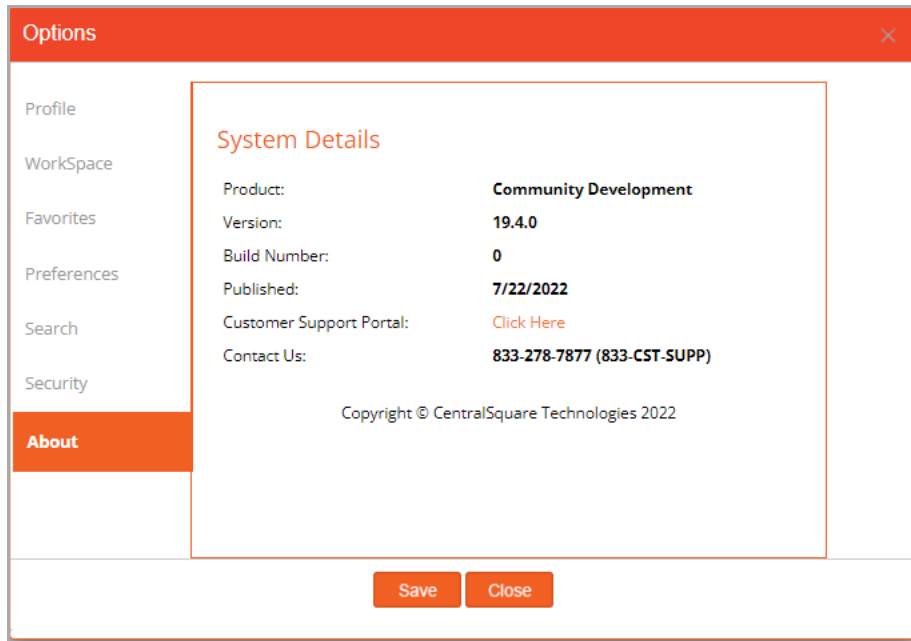 Options
Profile
WorkSpace
Favorites
Preferences
Search
Security
About
System Details
Product: Community Development
Version: 19.4.0
Build Number: 0
Published: 7/22/2022
Customer Support Portal: Click Here
Contact Us: 833-278-7877 (833-CST-SUPP)
Copyright © CentralSquare Technologies 2022
Save Close